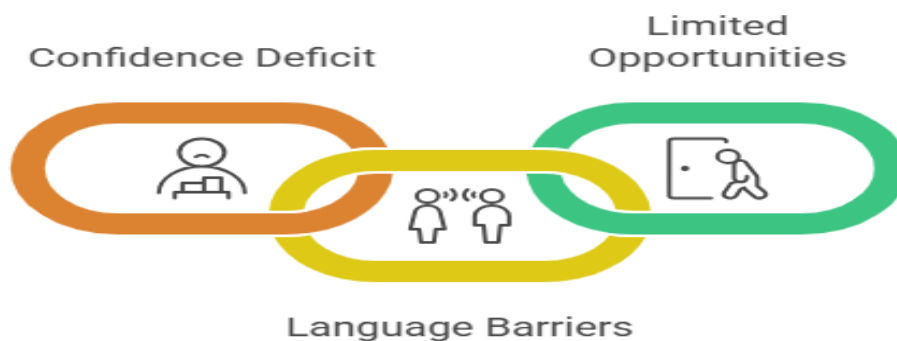 Confidence Deficit
Limited
Opportunities
Language Barriers